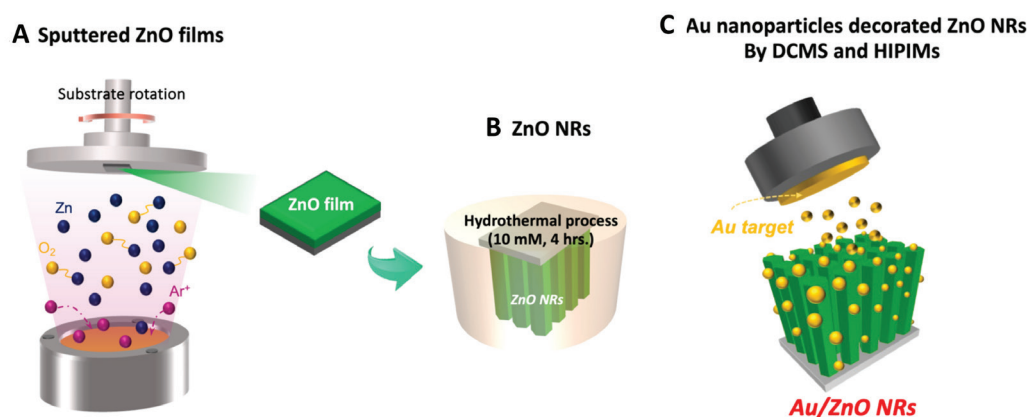 A Sputtered ZnO films
Substrate rotation
Zn
O₂
Ar⁺
ZnO film
B ZnO NRs
Hydrothermal process
(10 mM, 4 hrs.)
ZnO NRs
C Au nanoparticles decorated ZnO NRs
By DCMS and HIPIMs
Au target
Au/ZnO NRs